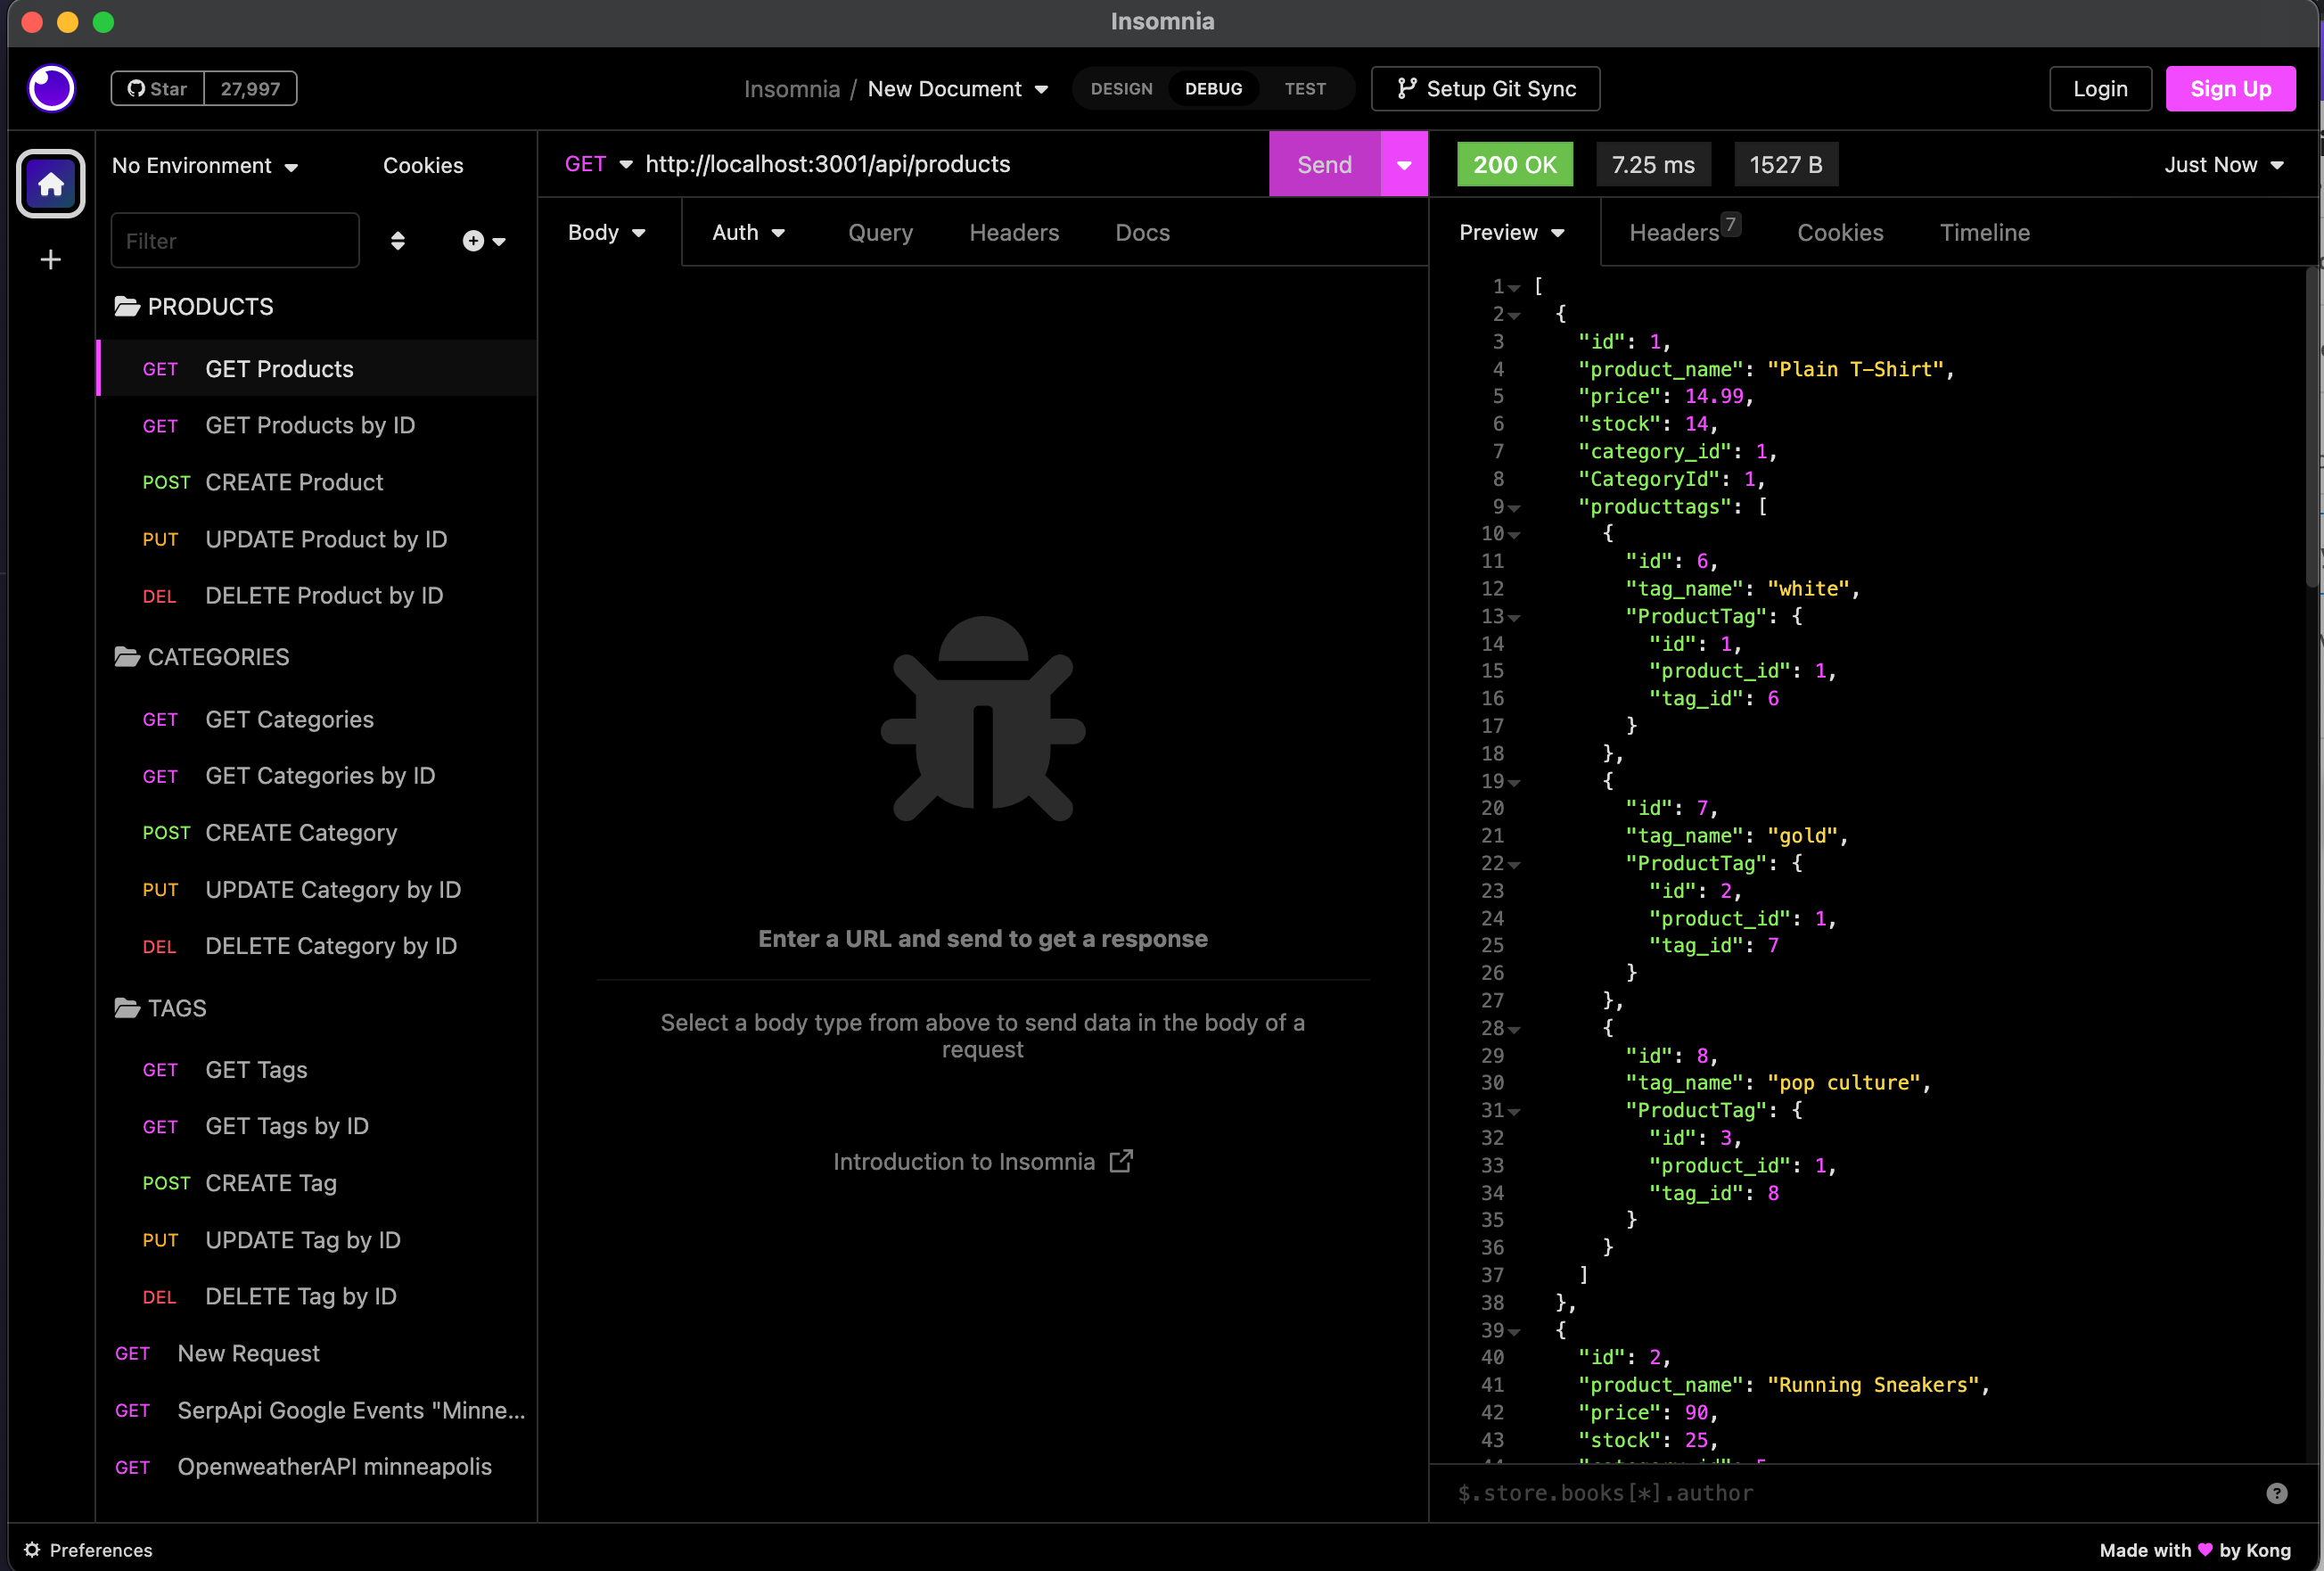 Insomnia
Star 27,997
Insomnia / New Document
DESIGN DEBUG TEST
Setup Git Sync
Login
Sign Up
No Environment
Cookies
Filter
PRODUCTS
GET GET Products
GET GET Products by ID
POST CREATE Product
PUT UPDATE Product by ID
DEL DELETE Product by ID
CATEGORIES
GET GET Categories
GET GET Categories by ID
POST CREATE Category
PUT UPDATE Category by ID
DEL DELETE Category by ID
TAGS
GET GET Tags
GET GET Tags by ID
POST CREATE Tag
PUT UPDATE Tag by ID
DEL DELETE Tag by ID
GET New Request
GET SerpApi Google Events "Minne...
GET OpenweatherAPI minneapolis
GET http://localhost:3001/api/products
Send
Body Auth Query Headers Docs
Enter a URL and send to get a response
Select a body type from above to send data in the body of a
request
Introduction to Insomnia
200 OK 7.25 ms 1527 B
Just Now
Preview Headers 7 Cookies Timeline
1 [
2 {
3 "id": 1,
4 "product_name": "Plain T-Shirt",
5 "price": 14.99,
6 "stock": 14,
7 "category_id": 1,
8 "CategoryId": 1,
9 "producttags": [
10 {
11 "id": 6,
12 "tag_name": "white",
13 "ProductTag": {
14 "id": 1,
15 "product_id": 1,
16 "tag_id": 6
17 }
18 },
19 {
20 "id": 7,
21 "tag_name": "gold",
22 "ProductTag": {
23 "id": 2,
24 "product_id": 1,
25 "tag_id": 7
26 }
27 },
28 {
29 "id": 8,
30 "tag_name": "pop culture",
31 "ProductTag": {
32 "id": 3,
33 "product_id": 1,
34 "tag_id": 8
35 }
36 }
37 ]
38 },
39 {
40 "id": 2,
41 "product_name": "Running Sneakers",
42 "price": 90,
43 "stock": 25,
$.store.books[*].author
Preferences
Made with ♥ by Kong